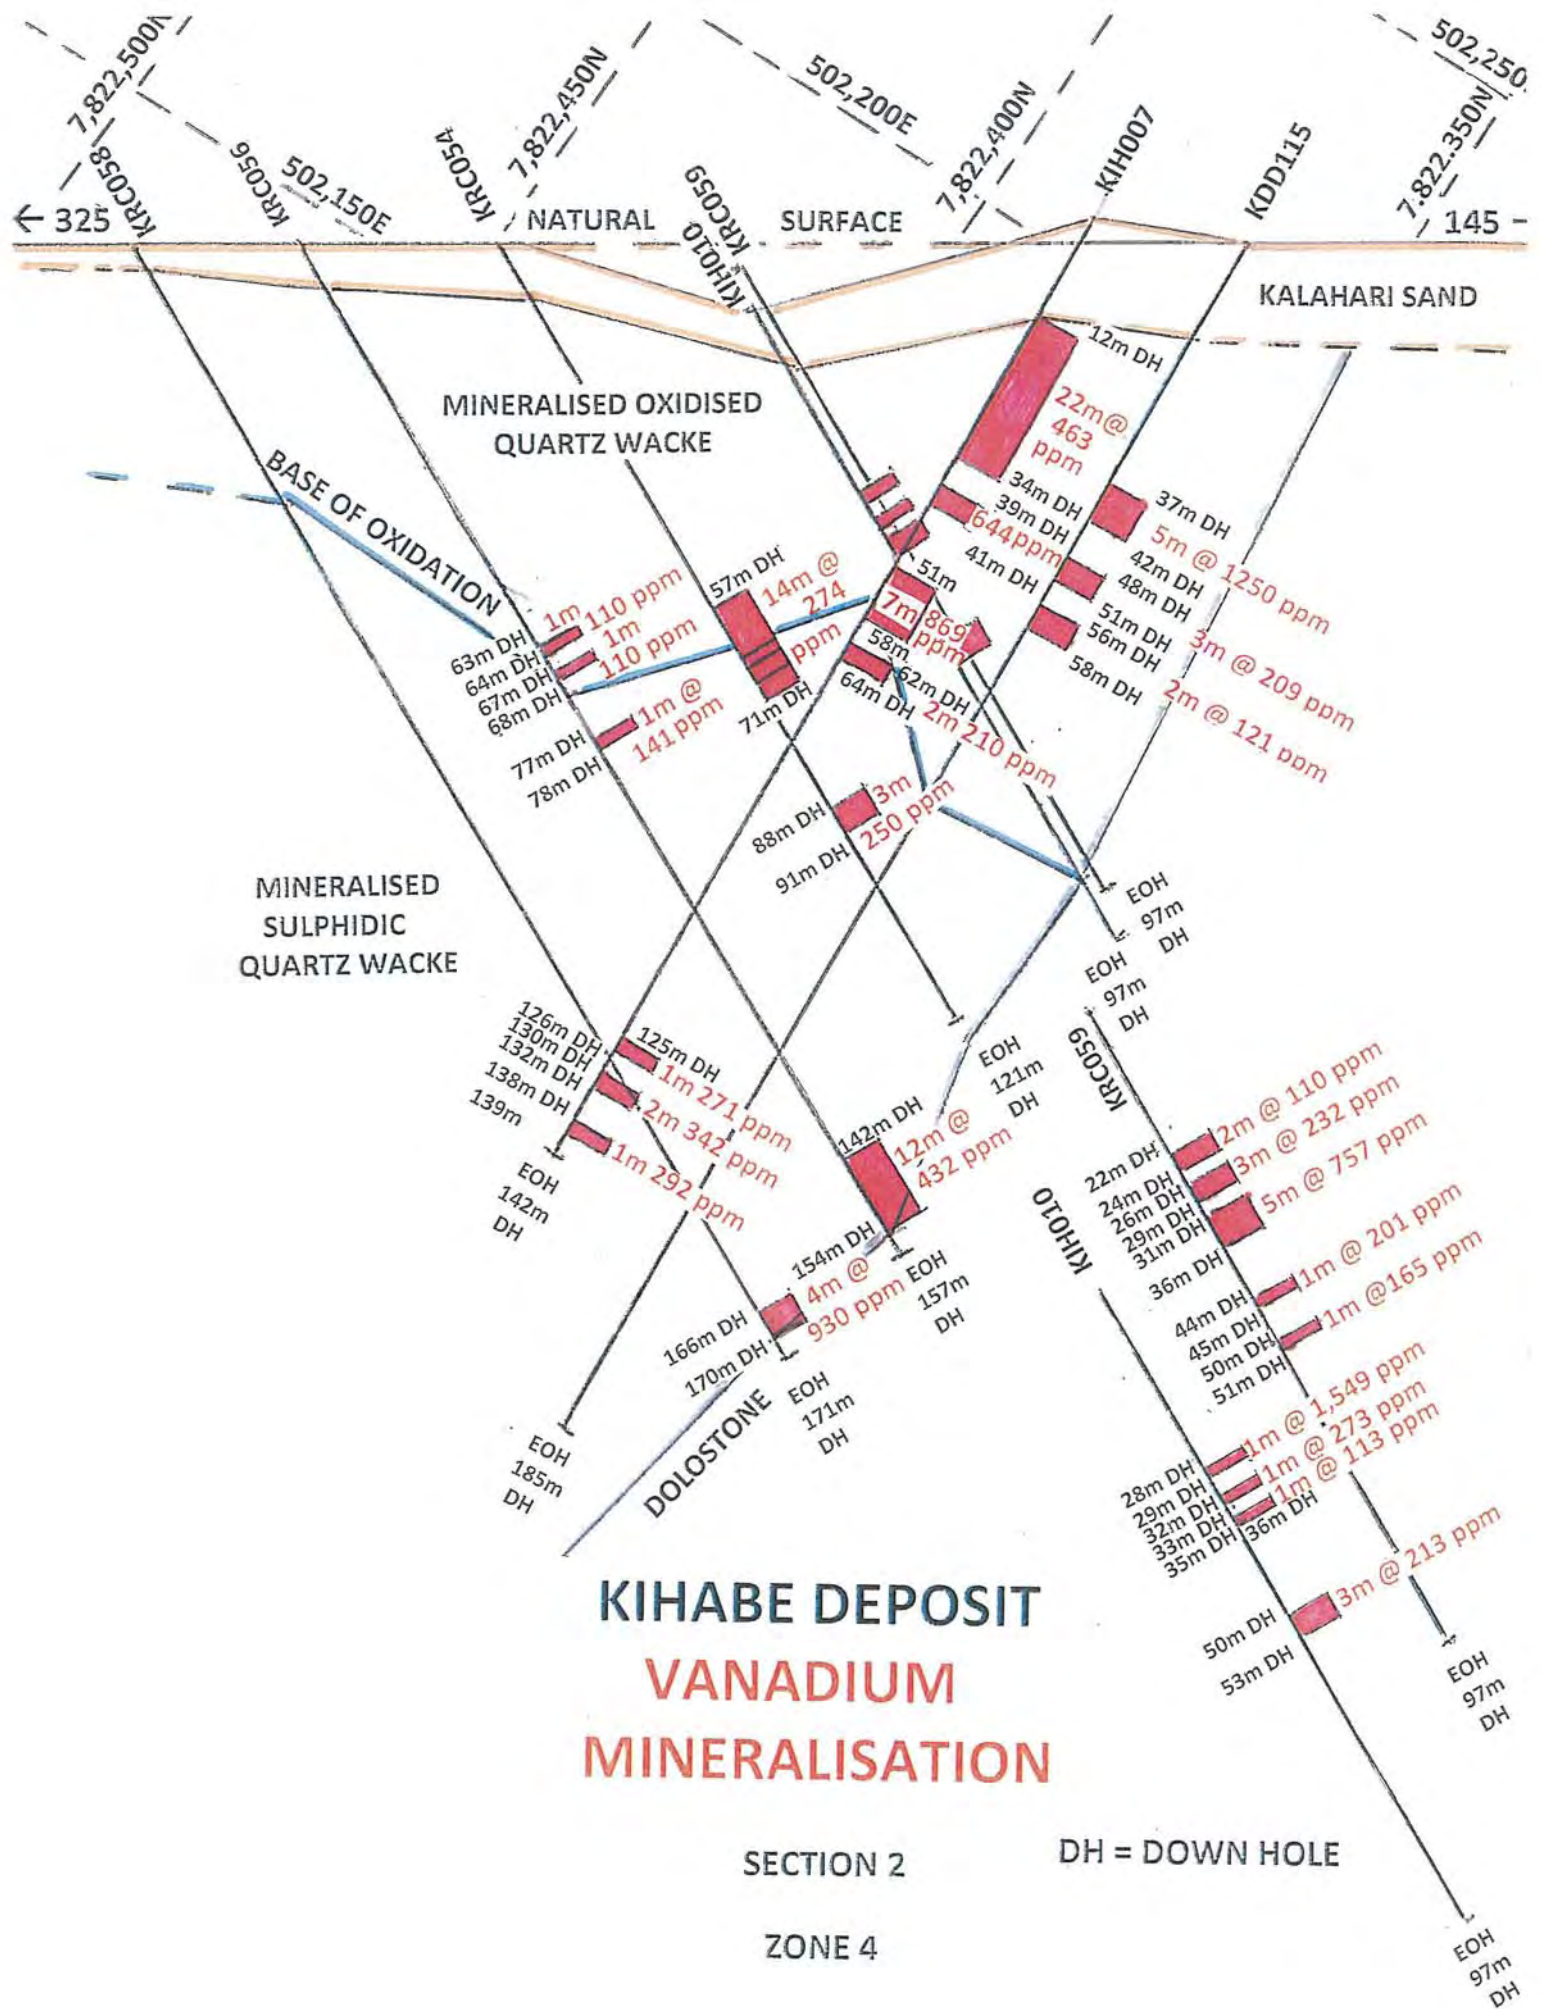 7,822,500N
7,822,450N
502,200E
7,822,400N
502,250
7.822.350N
KRC058
KRC056
502,150E
KRC054
KRC059
KIH010
KIH007
KDD115
← 325
NATURAL SURFACE
145 -
KALAHARI SAND
MINERALISED OXIDISED
QUARTZ WACKE
BASE OF OXIDATION
12m DH
22m@
463
ppm
34m DH
39m DH
644ppm
41m DH
37m DH
5m @ 1250 ppm
42m DH
48m DH
51m DH
3m @ 209 ppm
56m DH
58m DH
2m @ 121 ppm
51m
7m
869
ppm
58m
62m DH
64m DH
2m 210 ppm
57m DH
14m @
274
ppm
71m DH
1m
110 ppm
1m
110 ppm
63m DH
64m DH
67m DH
68m DH
1m @
141 ppm
77m DH
78m DH
88m DH
3m
250 ppm
91m DH
MINERALISED
SULPHIDIC
QUARTZ WACKE
EOH
97m
DH
EOH
97m
DH
126m DH
130m DH
132m DH
138m DH
139m
125m DH
1m 271 ppm
2m 342 ppm
1m 292 ppm
EOH
142m
DH
EOH
121m
DH
142m DH
12m @
432 ppm
154m DH
EOH
157m
DH
4m @
930 ppm
166m DH
170m DH
EOH
171m
DH
EOH
185m
DH
DOLOSTONE
KRC059
2m @ 110 ppm
3m @ 232 ppm
5m @ 757 ppm
22m DH
24m DH
26m DH
29m DH
31m DH
36m DH
1m @ 201 ppm
1m @165 ppm
44m DH
45m DH
50m DH
51m DH
KIH010
1m @ 1,549 ppm
1m @ 273 ppm
1m @ 113 ppm
28m DH
29m DH
32m DH
33m DH
35m DH
36m DH
3m @ 213 ppm
50m DH
53m DH
EOH
97m
DH
KIHABE DEPOSIT
VANADIUM
MINERALISATION
SECTION 2
DH = DOWN HOLE
ZONE 4
EOH
97m
DH